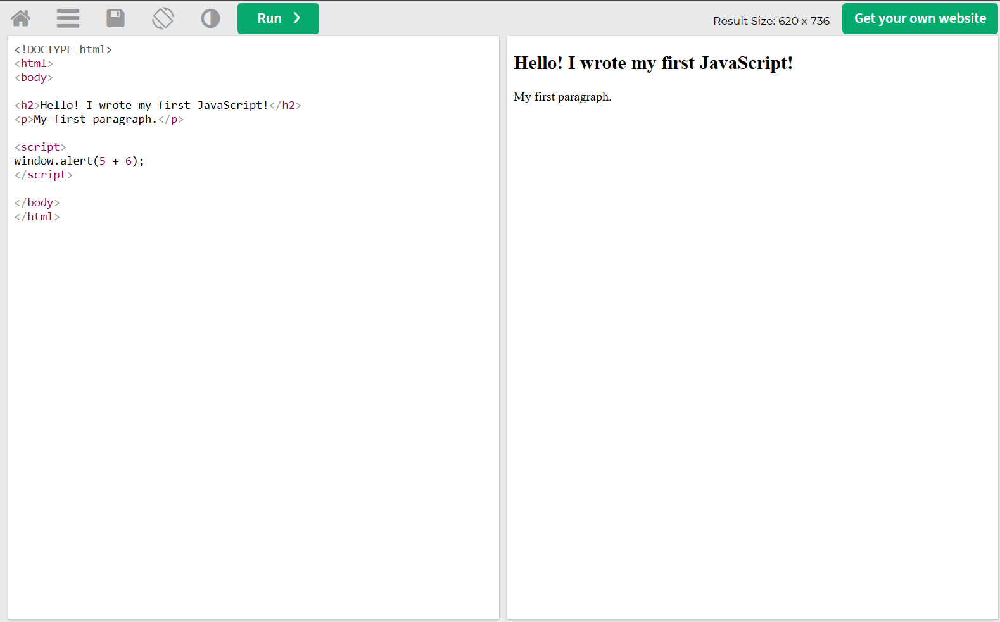 Run ❯
Result Size: 620 x 736
Get your own website
<!DOCTYPE html>
<html>
<body>
<h2>Hello! I wrote my first JavaScript!</h2>
<p>My first paragraph.</p>
<script>
window.alert(5 + 6);
</script>
</body>
</html>
Hello! I wrote my first JavaScript!
My first paragraph.